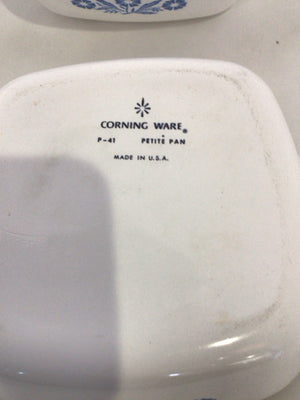 CORNING WARE®
P-41 PETITE PAN
MADE IN U.S.A.